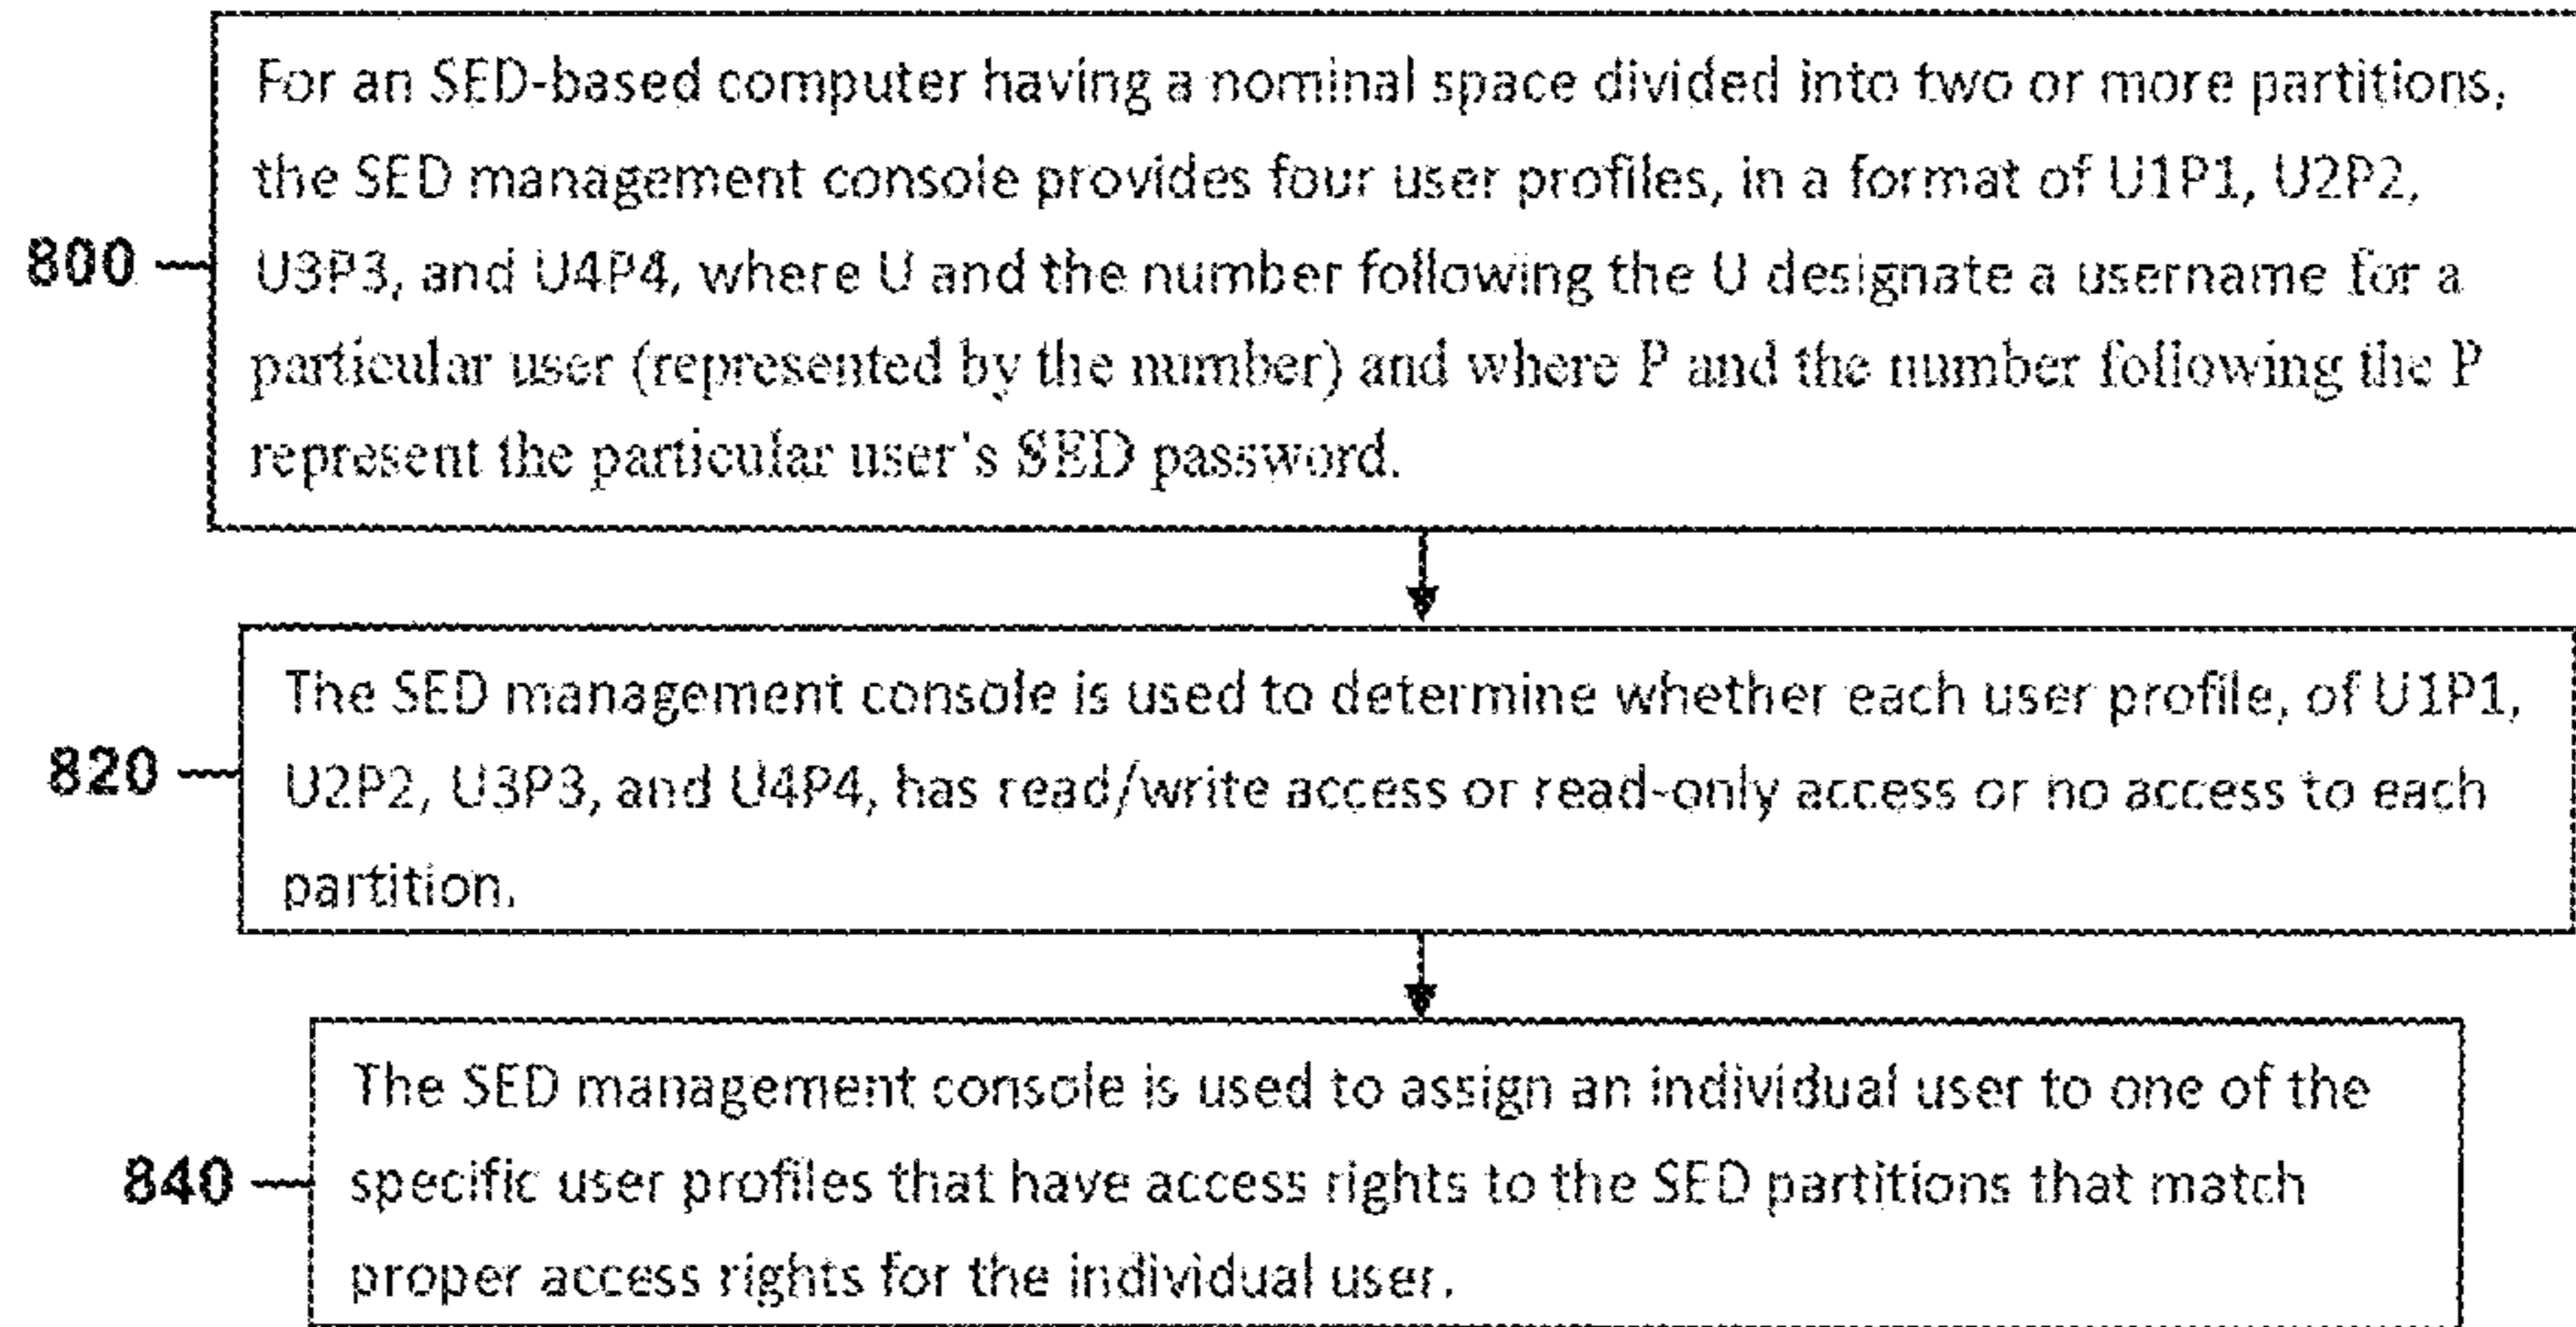 For an SED-based computer having a nominal space divided into two or more partitions,
the SED management console provides four user profiles, in a format of U1P1, U2P2,
800
U3P3, and U4P4, where U and the number following the U designate a username for a
particular user (represented by the number) and where P and the number following the P
represent the particular user's SED password.
The SED management console is used to determine whether each user profile, of U1P1,
820
U2P2, U3P3, and U4P4, has read/write access or read-only access or no access to each
partition.
The SED management console is used to assign an individual user to one of the
840
specific user profiles that have access rights to the SED partitions that match
proper access rights for the individual user.